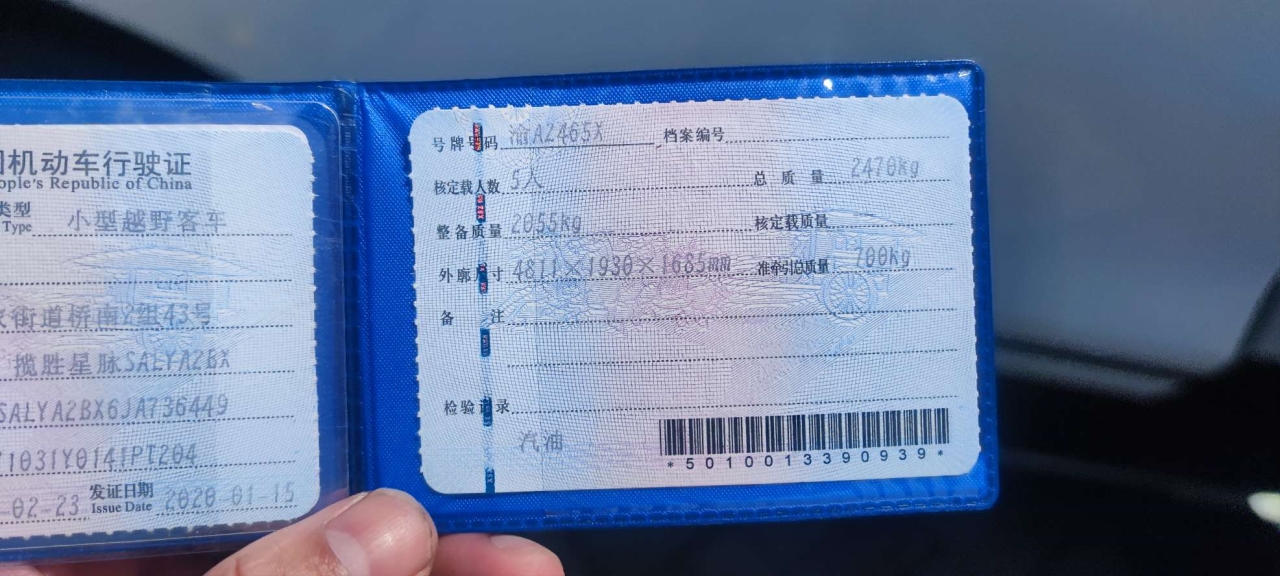 机动车行驶证
ople's Republic of China
类型 小型越野客车
Type
街道桥南2组43号
揽胜星脉SALYA2BX
SALYA2BX6JA736449
1031Y0141PT204
-02-23 发证日期 2020-01-15
Issue Date
号牌号码 渝AZ465X 档案编号
核定载人数 5人 总质量 2470kg
整备质量 2055kg 核定载质量
外廓尺寸 4811×1930×1685mm 准牵引总质量 700kg
备注
检验记录
汽油
*5010013390939*